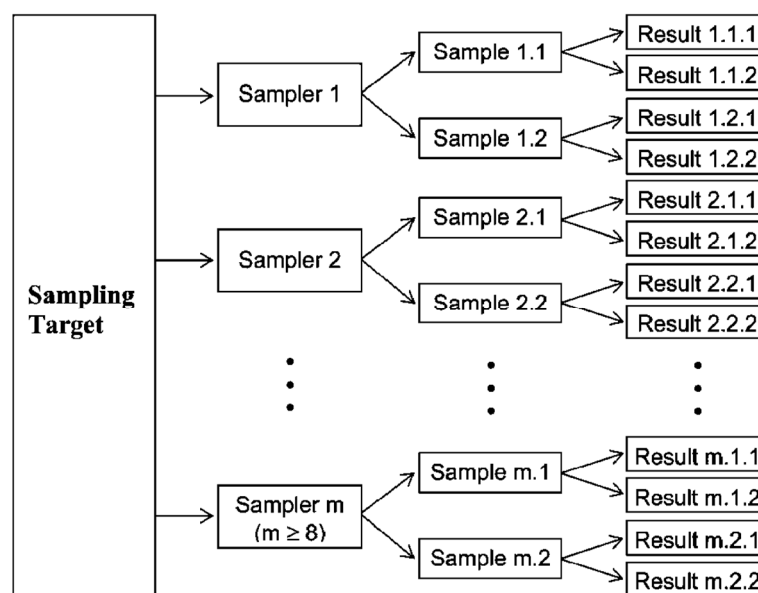 Sampling
Target
Sampler 1
Sample 1.1
Result 1.1.1
Result 1.1.2
Sample 1.2
Result 1.2.1
Result 1.2.2
Sampler 2
Sample 2.1
Result 2.1.1
Result 2.1.2
Sample 2.2
Result 2.2.1
Result 2.2.2
Sampler m
(m ≥ 8)
Sample m.1
Result m.1.1
Result m.1.2
Sample m.2
Result m.2.1
Result m.2.2